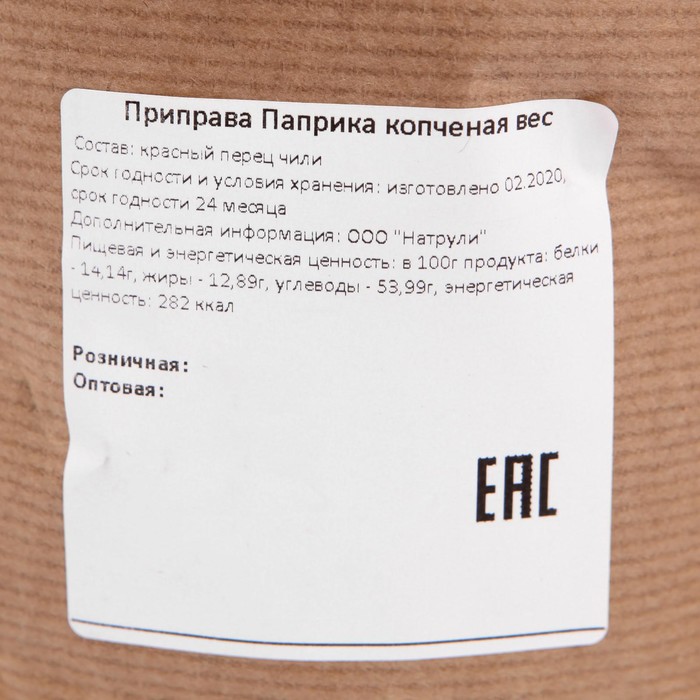 Приправа Паприка копченая вес
Состав: красный перец чили
Срок годности и условия хранения: изготовлено 02.2020,
срок годности 24 месяца
Дополнительная информация: ООО "Натрули"
Пищевая и энергетическая ценность: в 100г продукта: белки
- 14,14г, жиры - 12,89г, углеводы - 53,99г, энергетическая
ценность: 282 ккал
Розничная:
Оптовая:
ЕАС